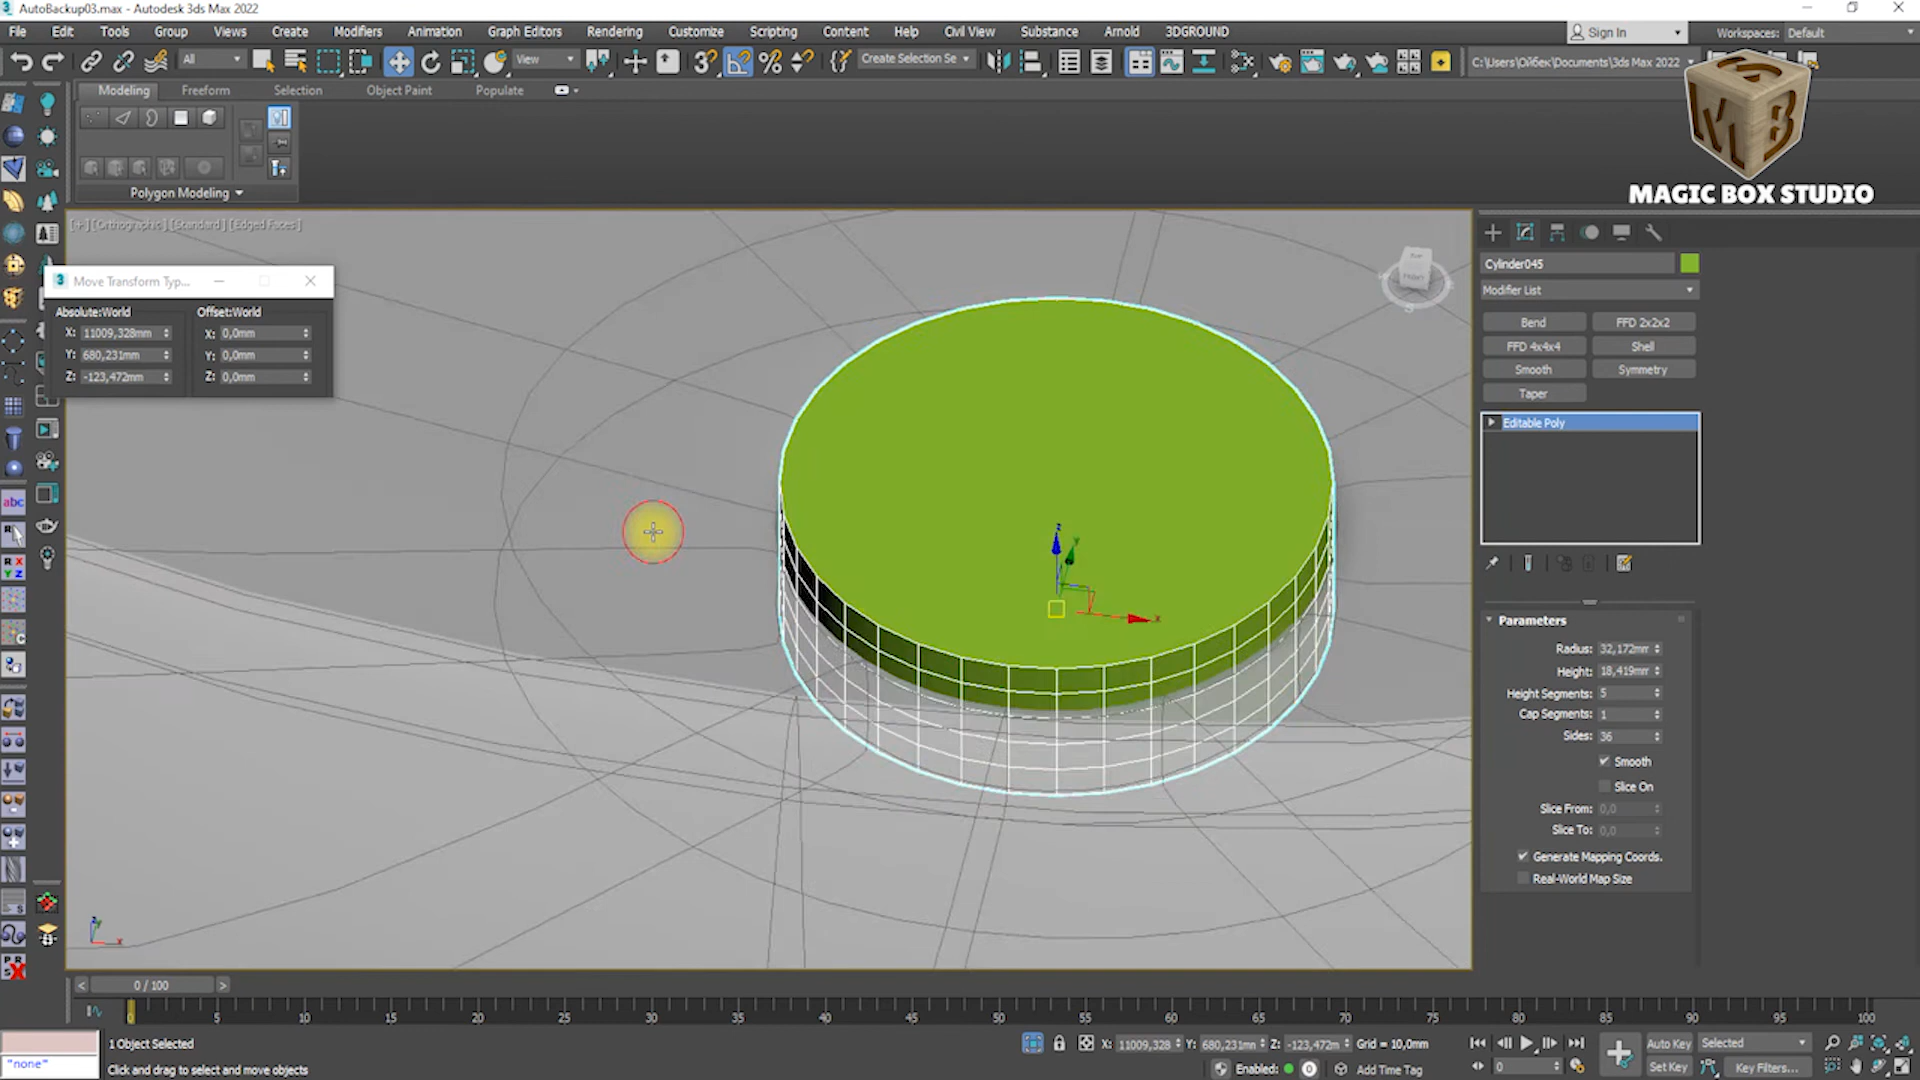 AutoBackup03.max - Autodesk 3ds Max 2022
File Edit Tools Group Views Create Modifiers Animation Graph Editors Rendering Customize Scripting Content Help Civil View Substance Arnold 3DGROUND
Sign In
Workspaces: Default
All
View
Create Selection Se
C:\Users\Ойбек\Documents\3ds Max 2022
Modeling Freeform Selection Object Paint Populate
Polygon Modeling
MAGIC BOX STUDIO
[+] [Orthographic] [Standard] [Edged Faces]
Move Transform Typ...
Absolute:World Offset:World
X: 11009,328mm X: 0,0mm
Y: 680,231mm Y: 0,0mm
Z: -123,472mm Z: 0,0mm
Cylinder045
Modifier List
Bend FFD 2x2x2
FFD 4x4x4 Shell
Smooth Symmetry
Taper
Editable Poly
Parameters
Radius: 32,172mm
Height: 18,419mm
Height Segments: 5
Cap Segments: 1
Sides: 36
Smooth
Slice On
Slice From: 0,0
Slice To: 0,0
Generate Mapping Coords.
Real-World Map Size
abc
0 / 100
0 5 10 15 20 25 30 35 40 45 50 55 60 65 70 75 80 85 90 95 100
"none"
1 Object Selected
Click and drag to select and move objects
X: 11009,328 Y: 680,231mm Z: -123,472m Grid = 10,0mm
Enabled: 0 Add Time Tag
0
Auto Key Selected
Set Key Key Filters...